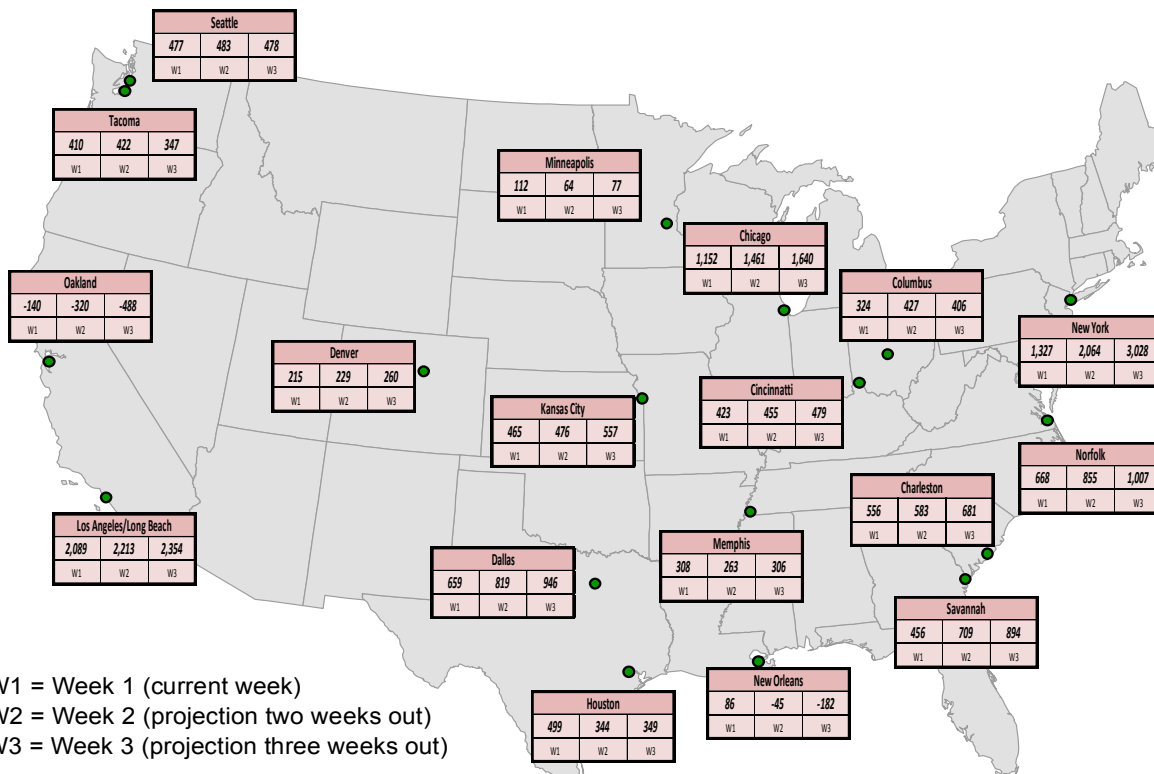 Seattle
477 483 478
W1 W2 W3
Tacoma
410 422 347
W1 W2 W3
Minneapolis
112 64 77
W1 W2 W3
Chicago
1,152 1,461 1,640
W1 W2 W3
Oakland
-140 -320 -488
W1 W2 W3
Columbus
324 427 406
W1 W2 W3
New York
1,327 2,064 3,028
W1 W2 W3
Denver
215 229 260
W1 W2 W3
Cincinnatti
423 455 479
W1 W2 W3
Kansas City
465 476 557
W1 W2 W3
Norfolk
668 855 1,007
W1 W2 W3
Charleston
556 583 681
W1 W2 W3
Los Angeles/Long Beach
2,089 2,213 2,354
W1 W2 W3
Memphis
308 263 306
W1 W2 W3
Dallas
659 819 946
W1 W2 W3
Savannah
456 709 894
W1 W2 W3
New Orleans
86 -45 -182
W1 W2 W3
Houston
499 344 349
W1 W2 W3
W1 = Week 1 (current week)
W2 = Week 2 (projection two weeks out)
W3 = Week 3 (projection three weeks out)